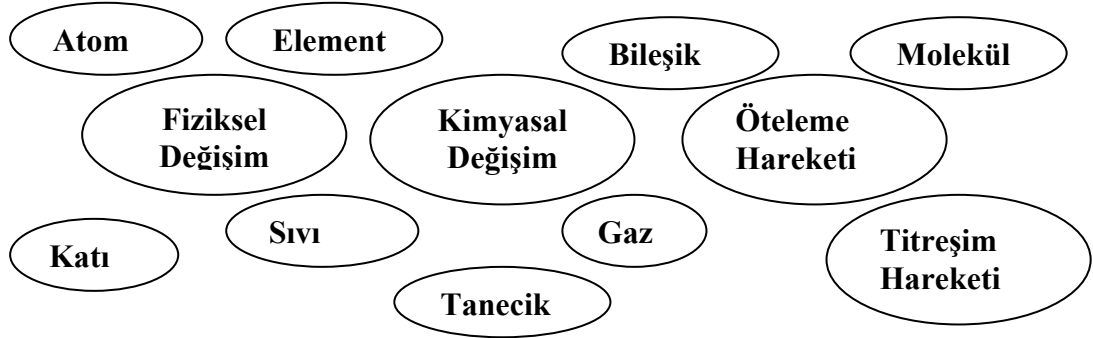 Atom
Element
Bileşik
Molekül
Fiziksel
Değişim
Kimyasal
Değişim
Öteleme
Hareketi
Katı
Sıvı
Gaz
Titreşim
Hareketi
Tanecik